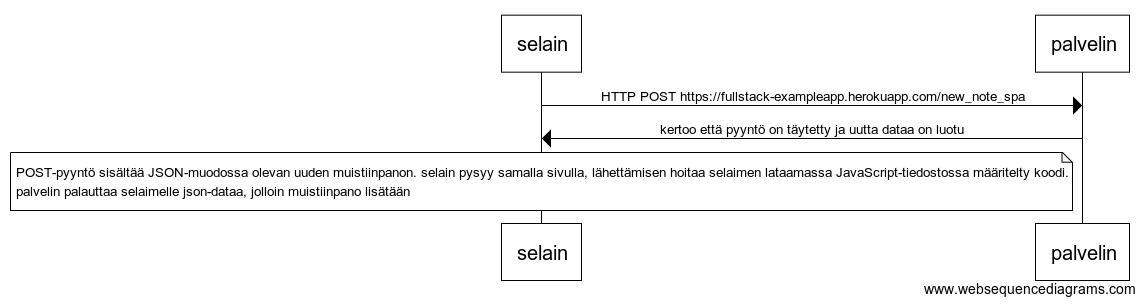 selain palvelin
HTTP POST https://fullstack-exampleapp.herokuapp.com/new_note_spa
kertoo että pyyntö on täytetty ja uutta dataa on luotu
POST-pyyntö sisältää JSON-muodossa olevan uuden muistiinpanon. selain pysyy samalla sivulla, lähettämisen hoitaa selaimen lataamassa JavaScript-tiedostossa määritelty koodi.
palvelin palauttaa selaimelle json-dataa, jolloin muistiinpano lisätään
selain palvelin
www.websequencediagrams.com